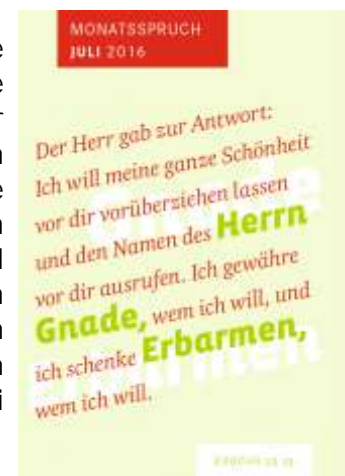 MONATSSPRUCH
JULI 2016
Der Herr gab zur Antwort:
Ich will meine ganze Schönheit
vor dir vorüberziehen lassen
und den Namen des Herrn
vor dir ausrufen. Ich gewähre
Gnade, wem ich will, und
ich schenke Erbarmen,
wem ich will.
Gnade
Erbarmen